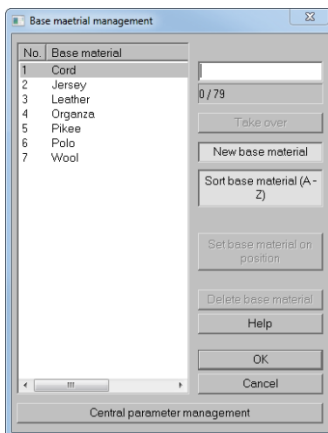 Base maetrial management
No. Base material
1 Cord
2 Jersey
3 Leather
4 Organza
5 Pikee
6 Polo
7 Wool
0 / 79
Take over
New base material
Sort base material (A -
Z)
Set base material on
position
Delete base material
Help
OK
Cancel
Central parameter management